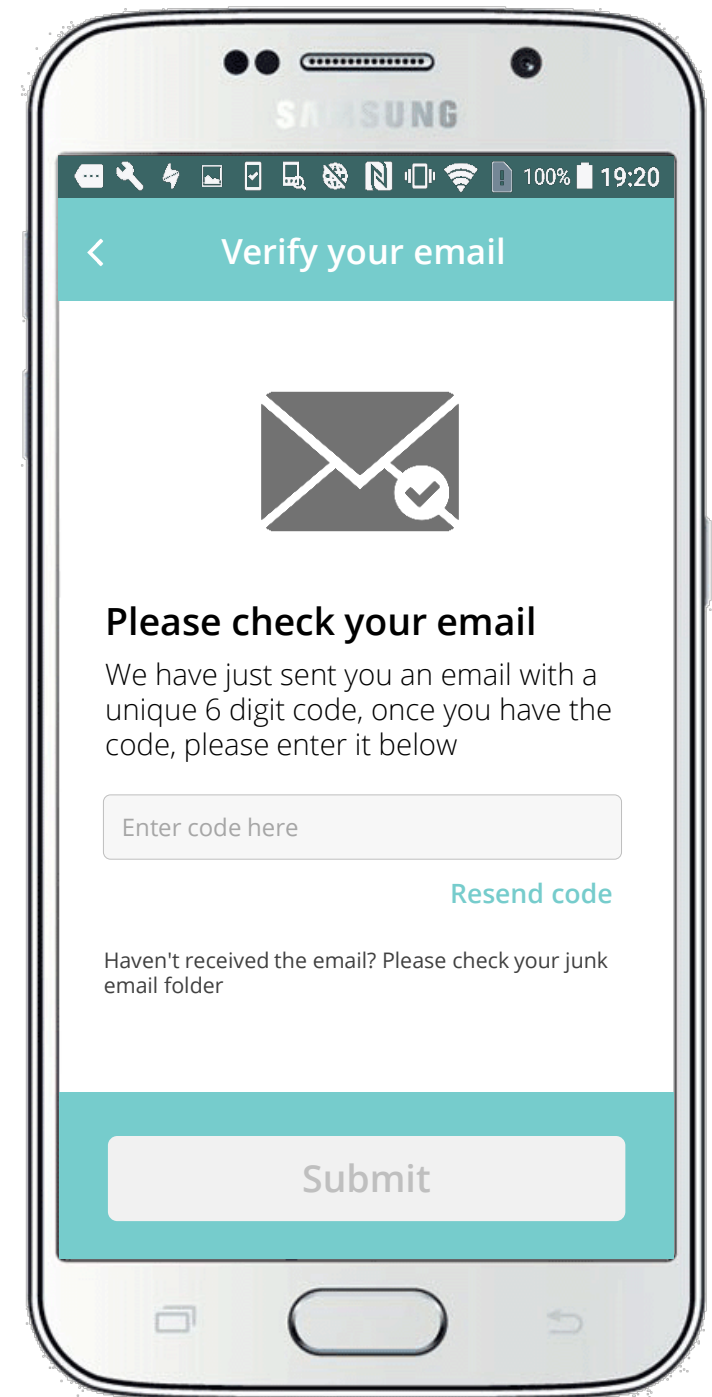 SAMSUNG
100% 19:20
Verify your email
Please check your email
We have just sent you an email with a
unique 6 digit code, once you have the
code, please enter it below
Enter code here
Resend code
Haven't received the email? Please check your junk
email folder
Submit